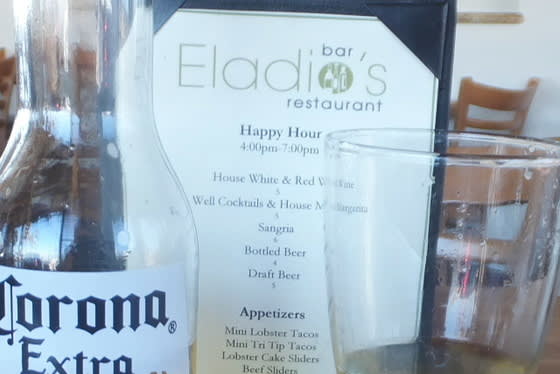 bar
Eladio's
restaurant
Happy Hour
4:00pm-7:00pm
House White & Red Wine
5
Well Cocktails & House Margarita
5
Sangria
6
Bottled Beer
4
Draft Beer
5
Appetizers
Mini Lobster Tacos
Mini Tri Tip Tacos
Lobster Cake Sliders
Beef Sliders
Corona®
Extra